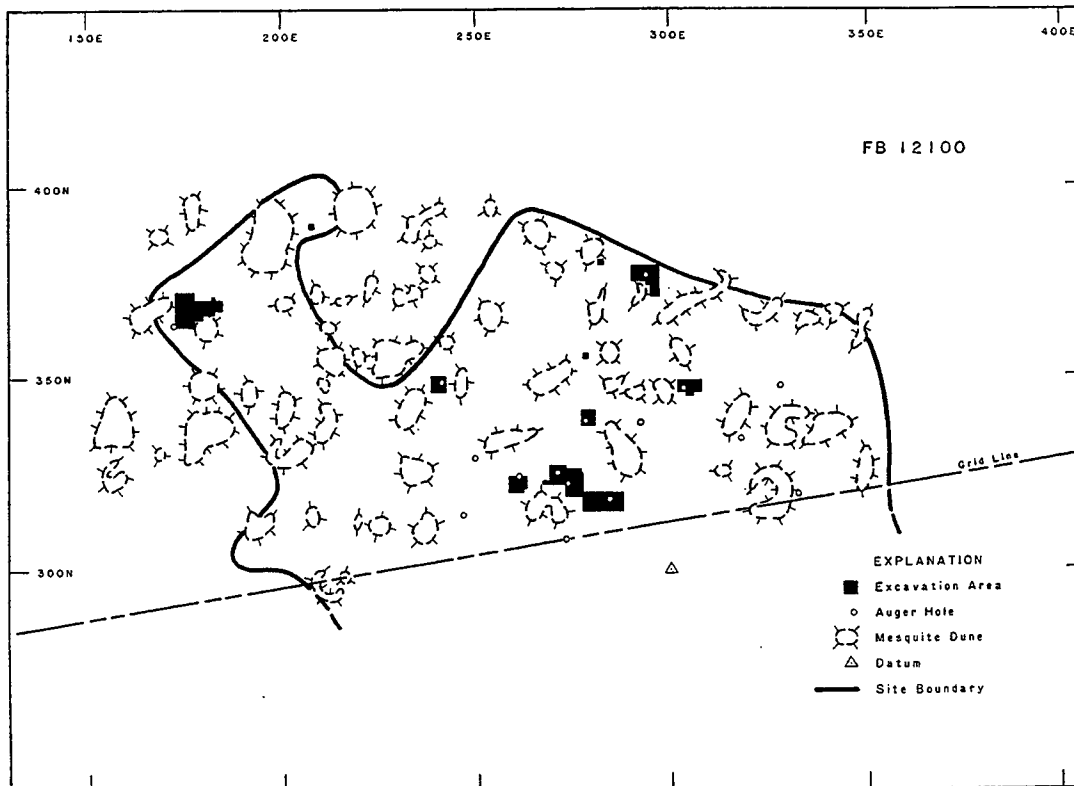 150E 200E 250E 300E 350E 400E
FB 12100
400N
350N
Grid Line
300N
EXPLANATION
Excavation Area
Auger Hole
Mesquite Dune
Datum
Site Boundary